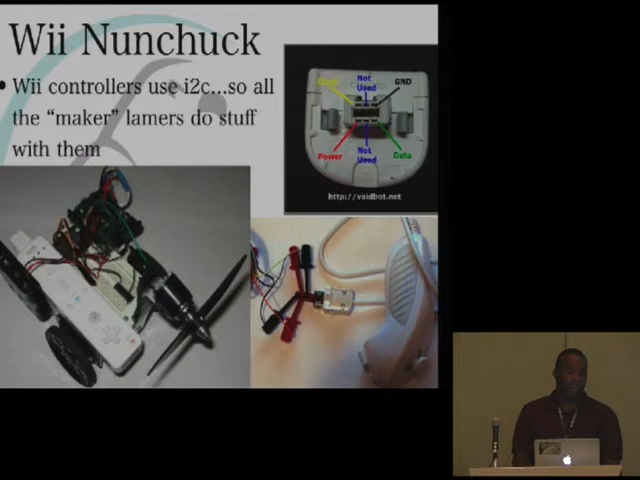 Wii Nunchuck
• Wii controllers use i2c...so all
the “maker” lamers do stuff
with them
Clock
Not
Used
GND
Power
Not
Used
Data
http://voidbot.net